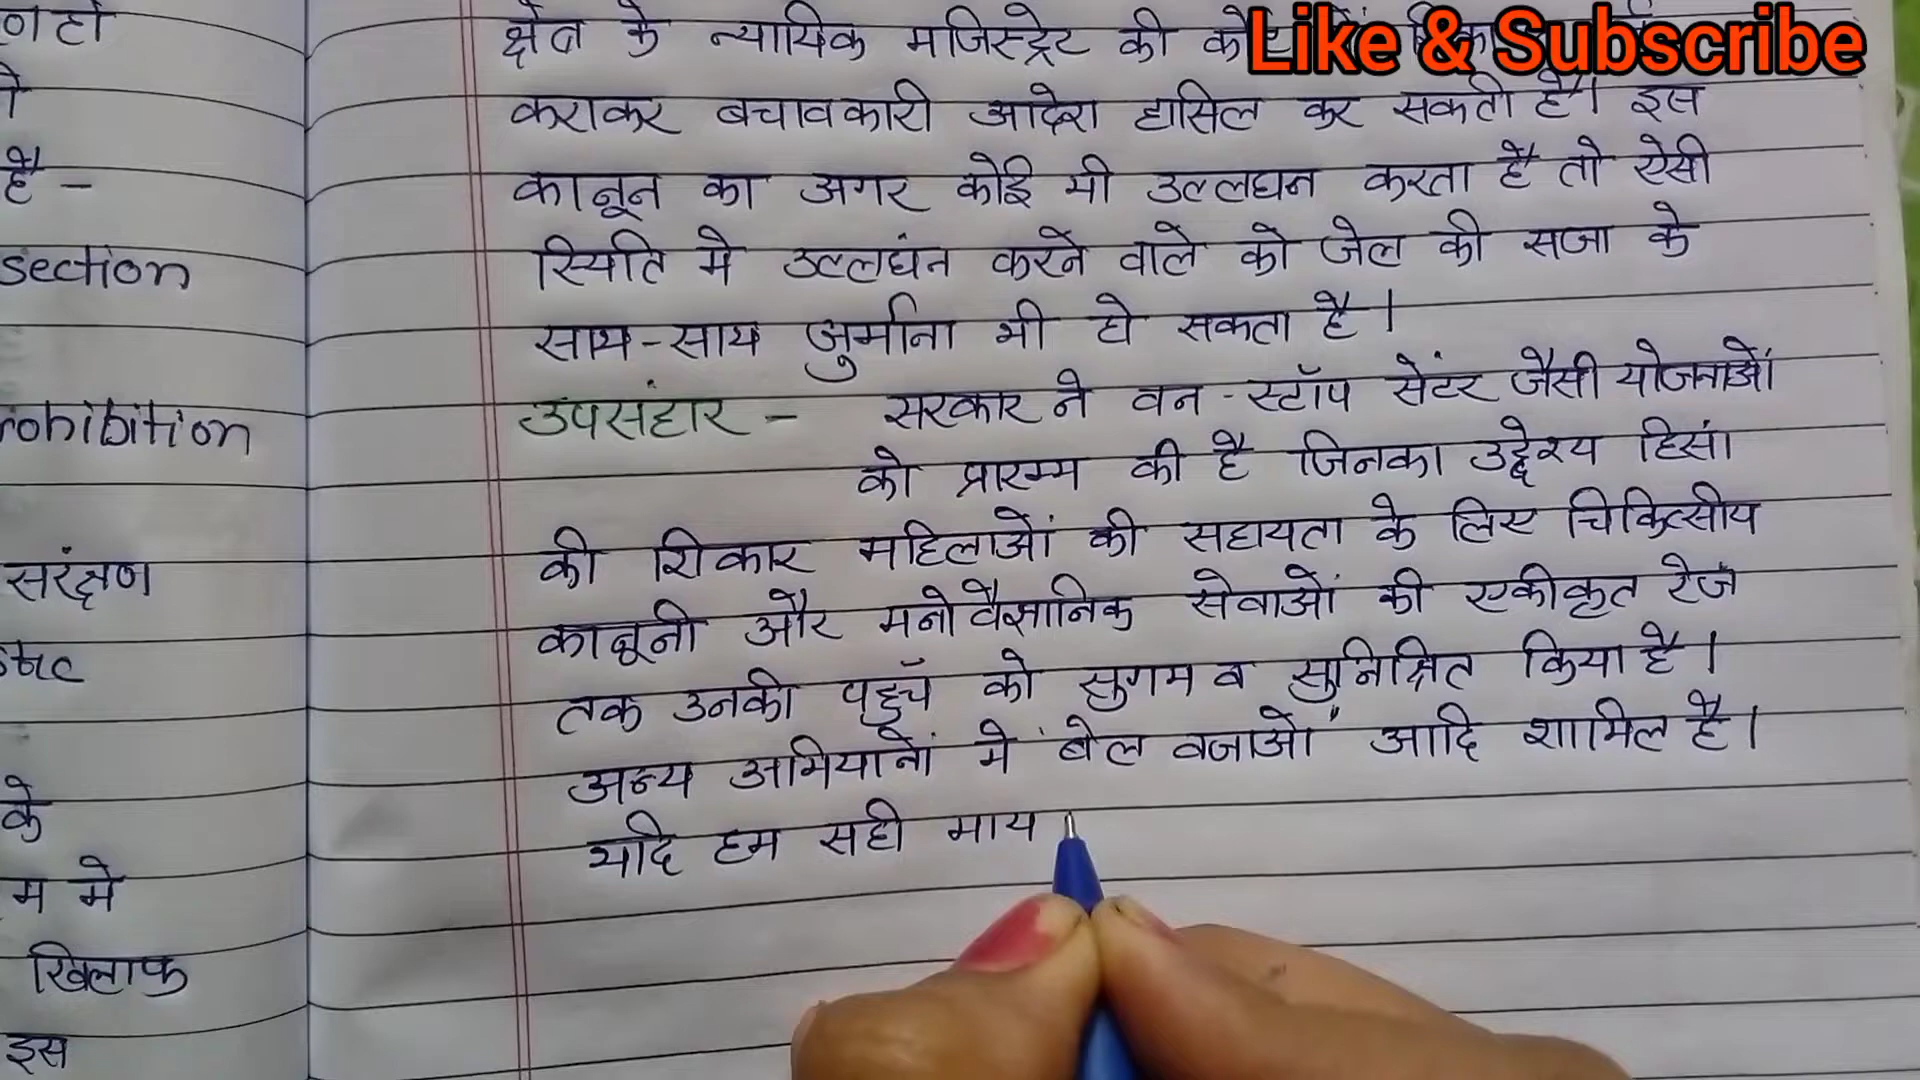 ण हो
Like & Subscribe
क्षेत्र के न्यायिक मजिस्ट्रेट की
कराकर बचावकारी आदेश हासिल कर सकती है। इस
है -
कानून का अगर कोई भी उल्लघन करता है तो ऐसी
section
स्थिति मे उल्लघंन करने वाले को जेल की सजा के
साथ-साथ जुर्माना भी हो सकता है।
rohibition
उपसंहार - सरकार ने वन-स्टॉप सेंटर जैसी योजनाओं
को प्रारम्भ की है जिनका उद्देश्य हिसां
सरंक्षण
की शिकार महिलाओं की सहायता के लिए चिकित्सीय
कानूनी और मनोवैज्ञानिक सेवाओं की एकीकृत रेंज
तक उनकी पहुचँ को सुगम व सुनिश्चित किया है।
अन्य अभियानों मे 'बेल बजाओं' आदि शामिल है।
के
यदि हम सही माय
म मे
खिलाफ
इस